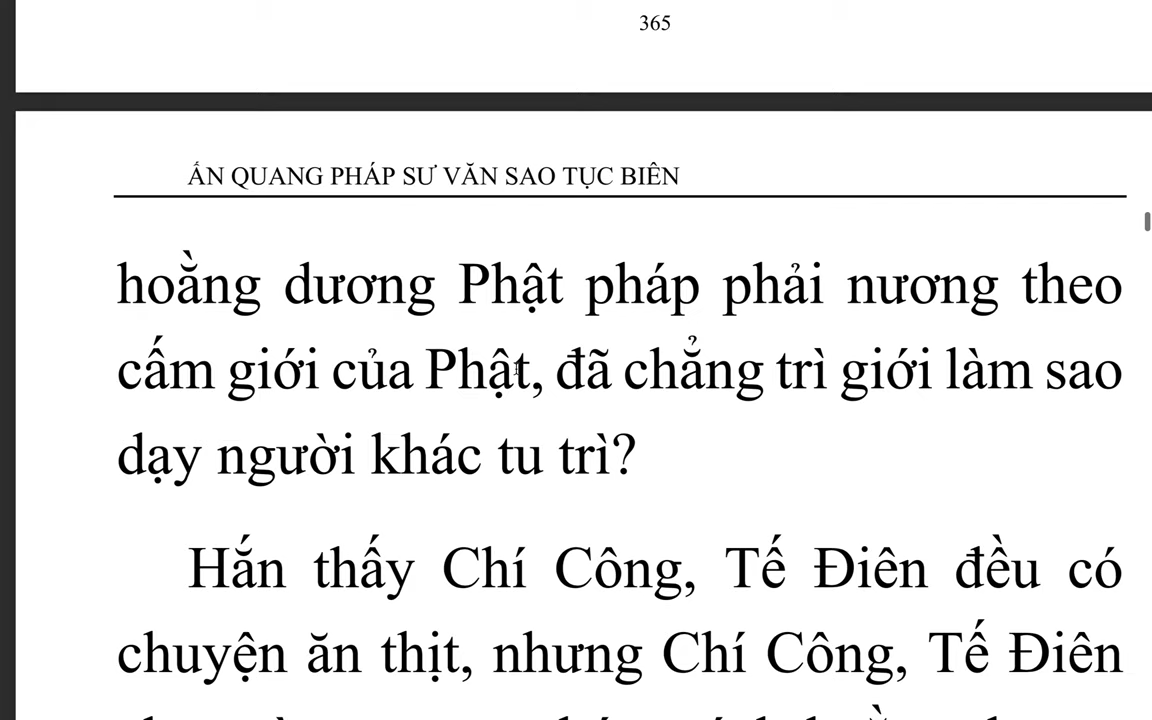 365
ẤN QUANG PHÁP SƯ VĂN SAO TỤC BIÊN
hoằng dương Phật pháp phải nương theo
cấm giới của Phật, đã chẳng trì giới làm sao
dạy người khác tu trì?
Hắn thấy Chí Công, Tế Điên đều có
chuyện ăn thịt, nhưng Chí Công, Tế Điên